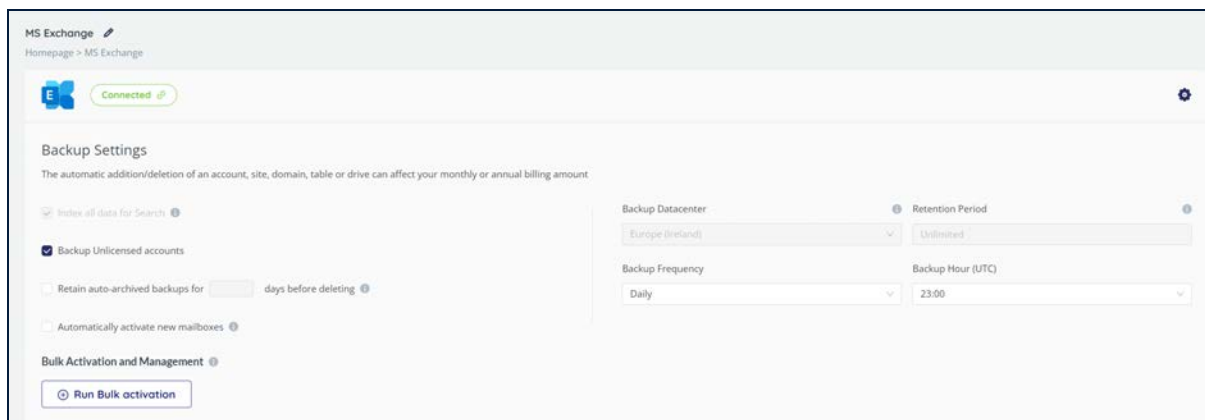 MS Exchange
Homepage > MS Exchange
E
Connected
Backup Settings
The automatic addition/deletion of an account, site, domain, table or drive can affect your monthly or annual billing amount
Index all data for Search
Backup Unlicensed accounts
Retain auto-archived backups for days before deleting
Automatically activate new mailboxes
Bulk Activation and Management
Run Bulk activation
Backup Datacenter
Europe (Ireland)
Retention Period
Unlimited
Backup Frequency
Daily
Backup Hour (UTC)
23:00